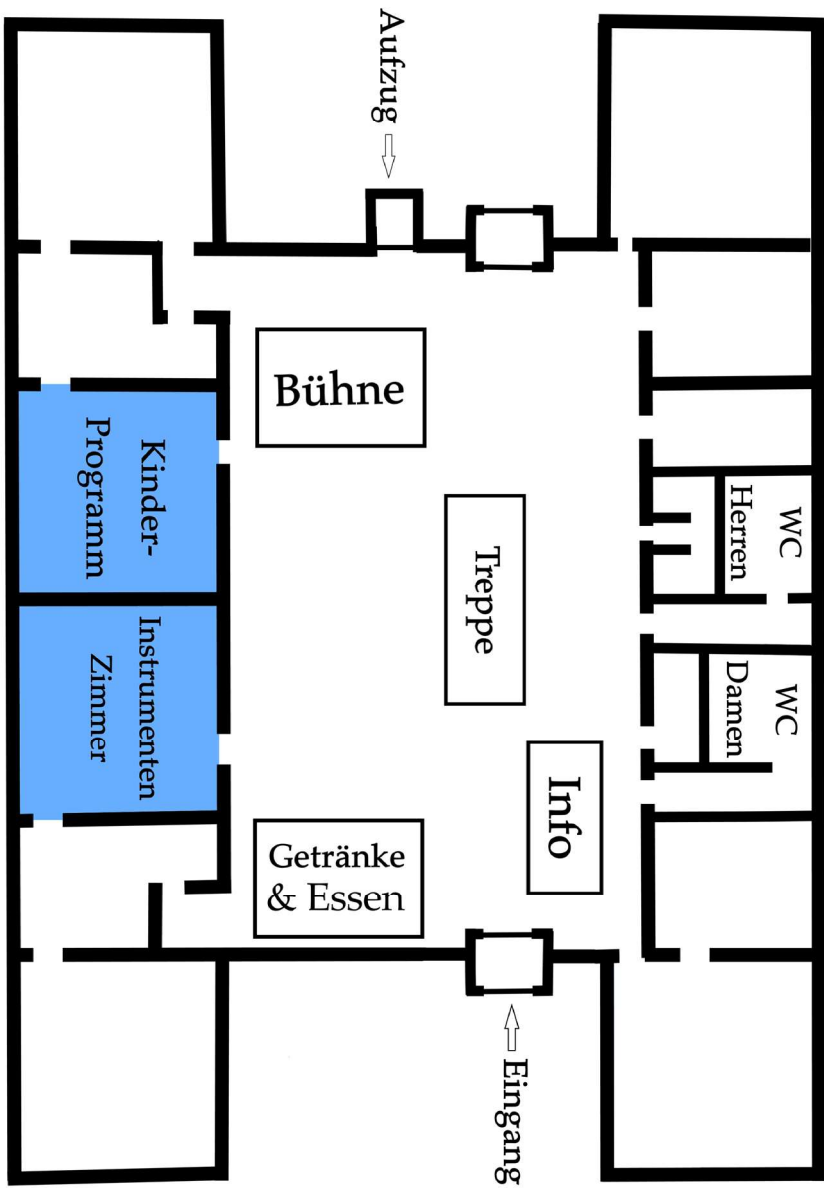 Aufzug
Bühne
Kinder-
Programm
WC
Herren
Treppe
Instrumenten
Zimmer
WC
Damen
Info
Getränke
& Essen
Eingang